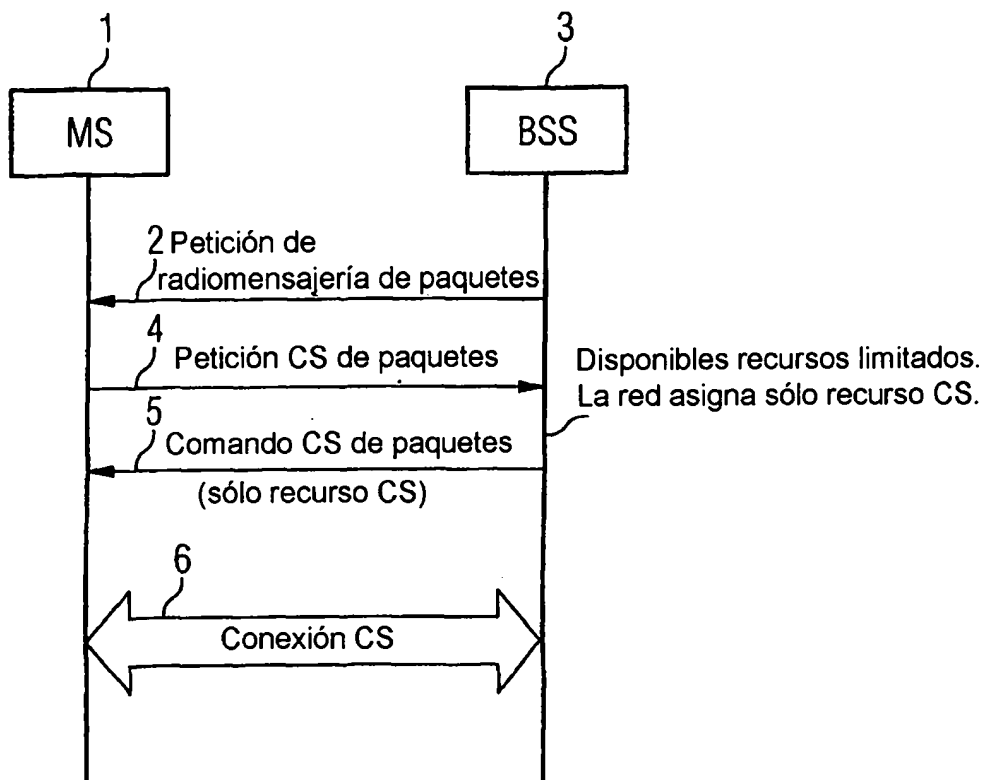 1
3
MS
BSS
2 Petición de
radiomensajería de paquetes
4
Petición CS de paquetes
Disponibles recursos limitados.
La red asigna sólo recurso CS.
5
Comando CS de paquetes
(sólo recurso CS)
6
Conexión CS